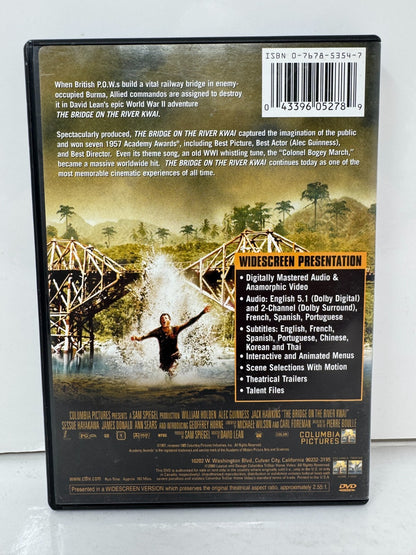 ISBN 0-7678-5354-7
0 43396 05278 9
When British P.O.W.s build a vital railway bridge in enemy-
occupied Burma, Allied commandos are assigned to destroy
it in David Lean's epic World War II adventure
THE BRIDGE ON THE RIVER KWAI.
Spectacularly produced, THE BRIDGE ON THE RIVER KWAI captured the imagination of the public
and won seven 1957 Academy Awards®, including Best Picture, Best Actor (Alec Guinness),
and Best Director. Even its theme song, an old WWI whistling tune, the "Colonel Bogey March,"
became a massive worldwide hit. THE BRIDGE ON THE RIVER KWAI continues today as one of the
most memorable cinematic experiences of all time.
WIDESCREEN PRESENTATION
• Digitally Mastered Audio &
Anamorphic Video
• Audio: English 5.1 (Dolby Digital)
and 2-Channel (Dolby Surround),
French, Spanish, Portuguese
• Subtitles: English, French,
Spanish, Portuguese, Chinese,
Korean and Thai
• Interactive and Animated Menus
• Scene Selections With Motion
• Theatrical Trailers
• Talent Files
COLUMBIA PICTURES PRESENTS A SAM SPIEGEL PRODUCTION WILLIAM HOLDEN ALEC GUINNESS JACK HAWKINS "THE BRIDGE ON THE RIVER KWAI"
SESSUE HAYAKAWA JAMES DONALD ANN SEARS AND INTRODUCING GEOFFREY HORNE MICHAEL WILSON AND CARL FOREMAN PIERRE BOULLE
SAM SPIEGEL DAVID LEAN
COLUMBIA
PICTURES
10202 W. Washington Blvd., Culver City, California 90232-3195
www.cthv.com
DVD
Presented in a WIDESCREEN VERSION preserving the original theatrical aspect ratio, approximately 2.55:1.